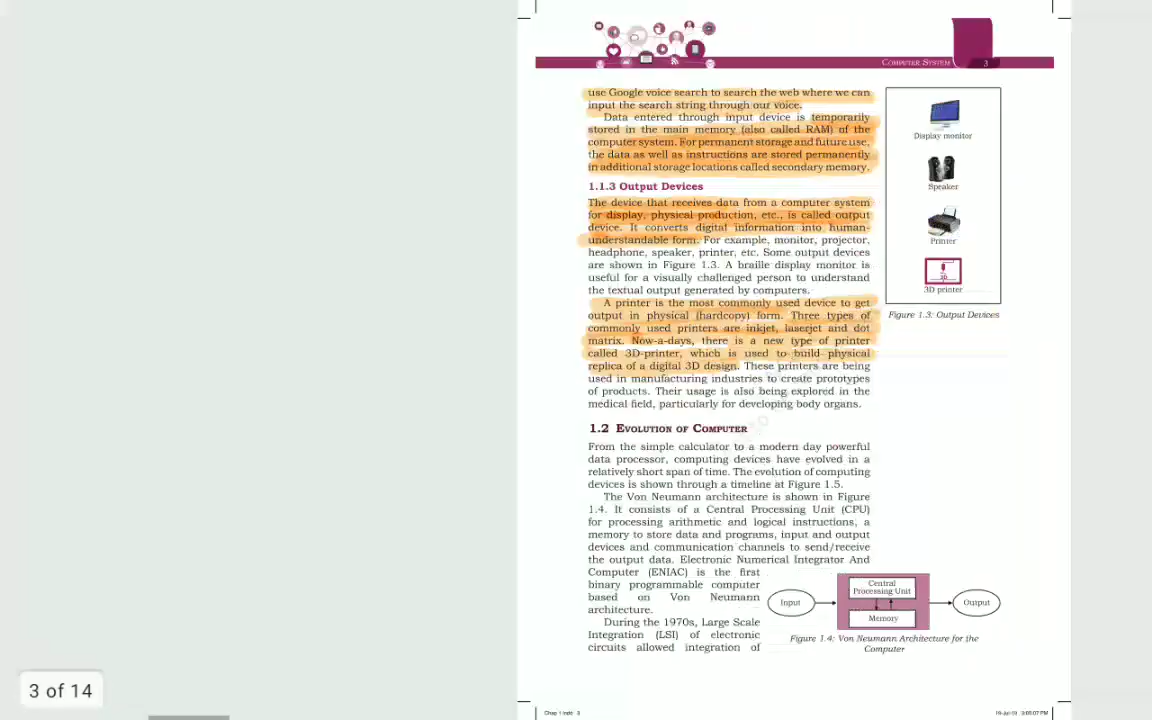 COMPUTER SYSTEM 3
use Google voice search to search the web where we can
input the search string through our voice.
Data entered through input device is temporarily
stored in the main memory (also called RAM) of the
computer system. For permanent storage and future use,
the data as well as instructions are stored permanently
in additional storage locations called secondary memory.
1.1.3 Output Devices
The device that receives data from a computer system
for display, physical production, etc., is called output
device. It converts digital information into human-
understandable form. For example, monitor, projector,
headphone, speaker, printer, etc. Some output devices
are shown in Figure 1.3. A braille display monitor is
useful for a visually challenged person to understand
the textual output generated by computers.
A printer is the most commonly used device to get
output in physical (hardcopy) form. Three types of
commonly used printers are inkjet, laserjet and dot
matrix. Now-a-days, there is a new type of printer
called 3D-printer, which is used to build physical
replica of a digital 3D design. These printers are being
used in manufacturing industries to create prototypes
of products. Their usage is also being explored in the
medical field, particularly for developing body organs.
Display monitor
Speaker
Printer
3D printer
Figure 1.3: Output Devices
1.2 EVOLUTION OF COMPUTER
From the simple calculator to a modern day powerful
data processor, computing devices have evolved in a
relatively short span of time. The evolution of computing
devices is shown through a timeline at Figure 1.5.
The Von Neumann architecture is shown in Figure
1.4. It consists of a Central Processing Unit (CPU)
for processing arithmetic and logical instructions, a
memory to store data and programs, input and output
devices and communication channels to send/receive
the output data. Electronic Numerical Integrator And
Computer (ENIAC) is the first
binary programmable computer
based on Von Neumann
architecture.
During the 1970s, Large Scale
Integration (LSI) of electronic
circuits allowed integration of
Input
Central
Processing Unit
Memory
Output
Figure 1.4: Von Neumann Architecture for the
Computer
3 of 14
Chap 1.indd 3